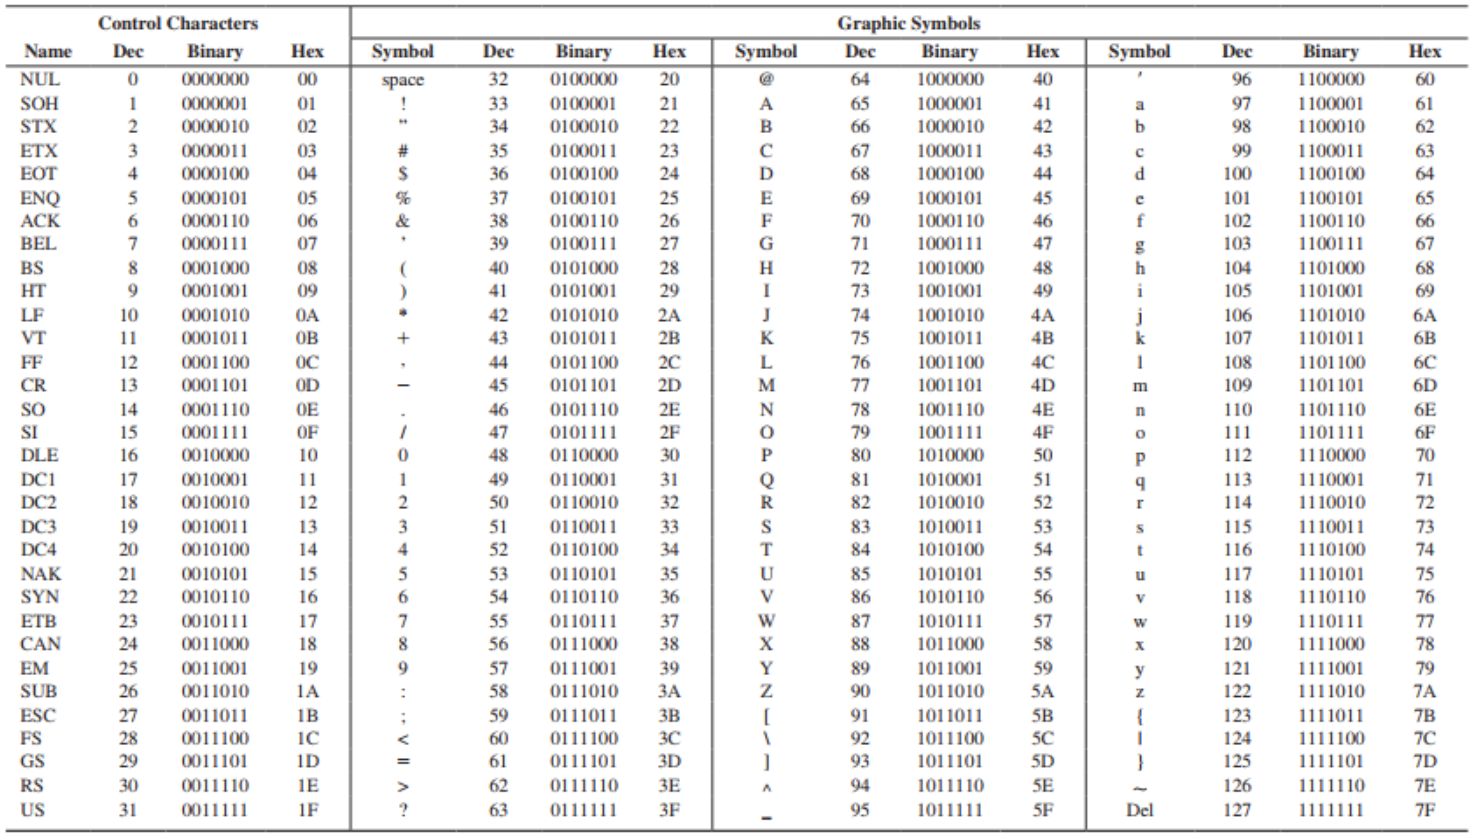 Control Characters Graphic Symbols
Name Dec Binary Hex Symbol Dec Binary Hex Symbol Dec Binary Hex Symbol Dec Binary Hex
NUL 0 0000000 00 space 32 0100000 20 @ 64 1000000 40 ′ 96 1100000 60
SOH 1 0000001 01 ! 33 0100001 21 A 65 1000001 41 a 97 1100001 61
STX 2 0000010 02 " 34 0100010 22 B 66 1000010 42 b 98 1100010 62
ETX 3 0000011 03 # 35 0100011 23 C 67 1000011 43 c 99 1100011 63
EOT 4 0000100 04 $ 36 0100100 24 D 68 1000100 44 d 100 1100100 64
ENQ 5 0000101 05 % 37 0100101 25 E 69 1000101 45 e 101 1100101 65
ACK 6 0000110 06 & 38 0100110 26 F 70 1000110 46 f 102 1100110 66
BEL 7 0000111 07 ' 39 0100111 27 G 71 1000111 47 g 103 1100111 67
BS 8 0001000 08 ( 40 0101000 28 H 72 1001000 48 h 104 1101000 68
HT 9 0001001 09 ) 41 0101001 29 I 73 1001001 49 i 105 1101001 69
LF 10 0001010 0A * 42 0101010 2A J 74 1001010 4A j 106 1101010 6A
VT 11 0001011 0B + 43 0101011 2B K 75 1001011 4B k 107 1101011 6B
FF 12 0001100 0C , 44 0101100 2C L 76 1001100 4C l 108 1101100 6C
CR 13 0001101 0D − 45 0101101 2D M 77 1001101 4D m 109 1101101 6D
SO 14 0001110 0E . 46 0101110 2E N 78 1001110 4E n 110 1101110 6E
SI 15 0001111 0F / 47 0101111 2F O 79 1001111 4F o 111 1101111 6F
DLE 16 0010000 10 0 48 0110000 30 P 80 1010000 50 p 112 1110000 70
DC1 17 0010001 11 1 49 0110001 31 Q 81 1010001 51 q 113 1110001 71
DC2 18 0010010 12 2 50 0110010 32 R 82 1010010 52 r 114 1110010 72
DC3 19 0010011 13 3 51 0110011 33 S 83 1010011 53 s 115 1110011 73
DC4 20 0010100 14 4 52 0110100 34 T 84 1010100 54 t 116 1110100 74
NAK 21 0010101 15 5 53 0110101 35 U 85 1010101 55 u 117 1110101 75
SYN 22 0010110 16 6 54 0110110 36 V 86 1010110 56 v 118 1110110 76
ETB 23 0010111 17 7 55 0110111 37 W 87 1010111 57 w 119 1110111 77
CAN 24 0011000 18 8 56 0111000 38 X 88 1011000 58 x 120 1111000 78
EM 25 0011001 19 9 57 0111001 39 Y 89 1011001 59 y 121 1111001 79
SUB 26 0011010 1A : 58 0111010 3A Z 90 1011010 5A z 122 1111010 7A
ESC 27 0011011 1B ; 59 0111011 3B [ 91 1011011 5B { 123 1111011 7B
FS 28 0011100 1C < 60 0111100 3C \ 92 1011100 5C | 124 1111100 7C
GS 29 0011101 1D = 61 0111101 3D ] 93 1011101 5D } 125 1111101 7D
RS 30 0011110 1E > 62 0111110 3E ^ 94 1011110 5E ~ 126 1111110 7E
US 31 0011111 1F ? 63 0111111 3F _ 95 1011111 5F Del 127 1111111 7F